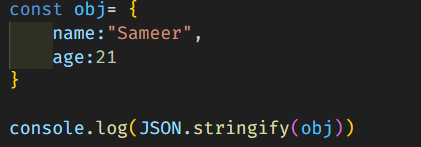 const obj= {
    name:"Sameer",
    age:21
}

console.log(JSON.stringify(obj))